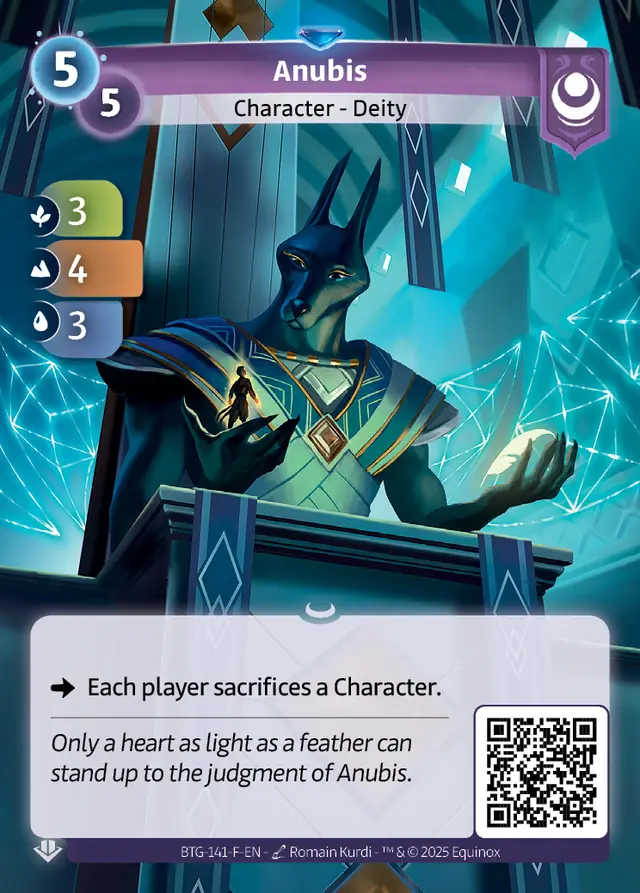 5
Anubis
5
Character - Deity
3
4
3
Each player sacrifices a Character.
Only a heart as light as a feather can
stand up to the judgment of Anubis.
BTG-141-F-EN - Romain Kurdi - ™ & © 2025 Equinox